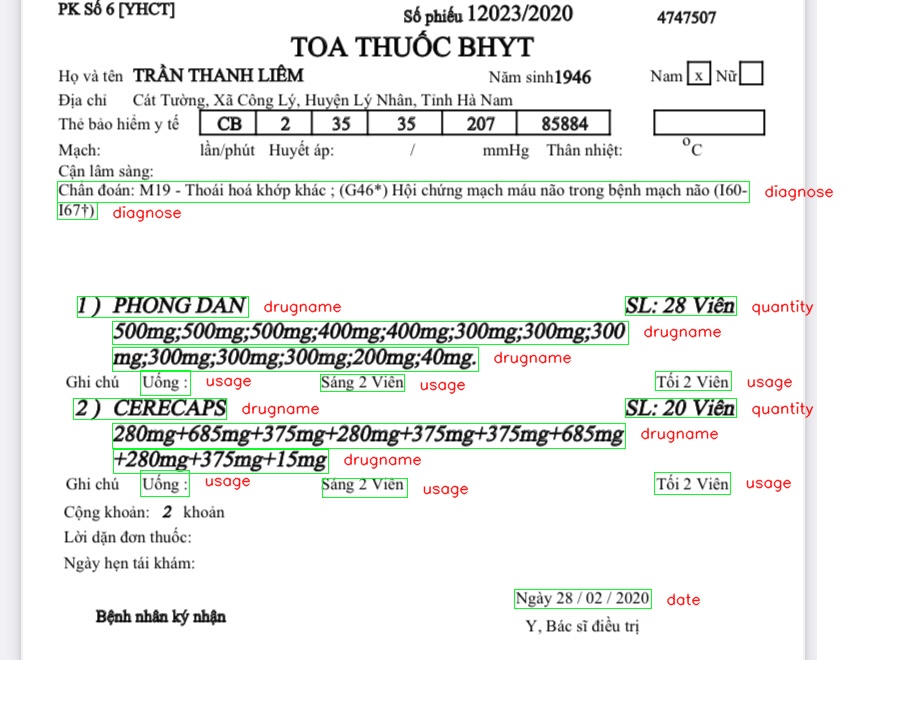 PK Số 6 [YHCT] Số phiếu 12023/2020 4747507
TOA THUỐC BHYT
Họ và tên TRẦN THANH LIÊM Năm sinh 1946 Nam x Nữ
Địa chỉ Cát Tường, Xã Công Lý, Huyện Lý Nhân, Tỉnh Hà Nam
Thẻ bảo hiểm y tế CB 2 35 35 207 85884
Mạch: lần/phút Huyết áp: / mmHg Thân nhiệt: °C
Cận lâm sàng:
Chẩn đoán: M19 - Thoái hoá khớp khác ; (G46*) Hội chứng mạch máu não trong bệnh mạch não (I60- diagnose
I67†) diagnose
1 ) PHONG DAN drugname SL: 28 Viên quantity
500mg;500mg;500mg;400mg;400mg;300mg;300mg;300 drugname
mg;300mg;300mg;300mg;200mg;40mg. drugname
Ghi chú Uống : usage Sáng 2 Viên usage Tối 2 Viên usage
2 ) CERECAPS drugname SL: 20 Viên quantity
280mg+685mg+375mg+280mg+375mg+375mg+685mg drugname
+280mg+375mg+15mg drugname
Ghi chú Uống : usage Sáng 2 Viên usage Tối 2 Viên usage
Cộng khoản: 2 khoản
Lời dặn đơn thuốc:
Ngày hẹn tái khám:
Ngày 28 / 02 / 2020 date
Bệnh nhân ký nhận
Y, Bác sĩ điều trị